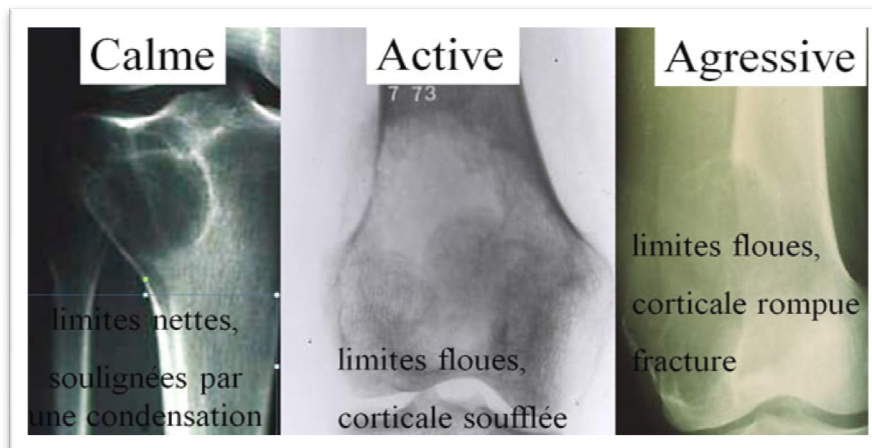 Calme
limites nettes,
soulignées par
une condensation
Active
7 73
limites floues,
corticale soufflée
Agressive
limites floues,
corticale rompue
fracture